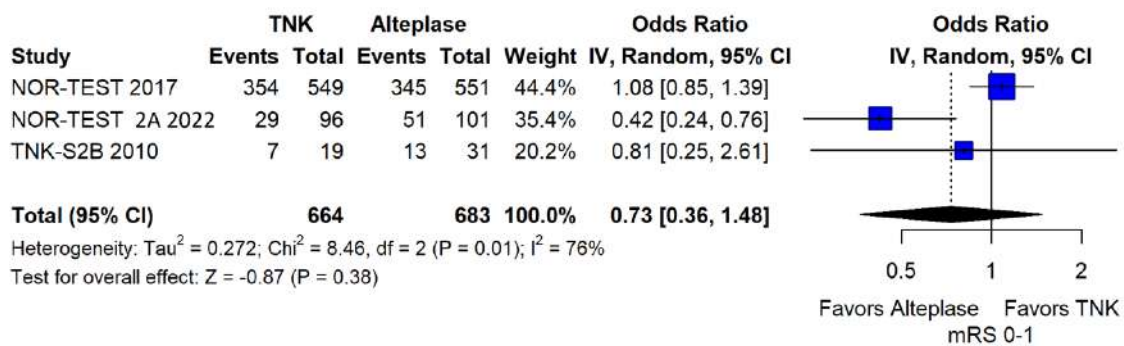 TNK Alteplase Odds Ratio Odds Ratio
Study Events Total Events Total Weight IV, Random, 95% CI IV, Random, 95% CI
NOR-TEST 2017 354 549 345 551 44.4% 1.08 [0.85, 1.39]
NOR-TEST 2A 2022 29 96 51 101 35.4% 0.42 [0.24, 0.76]
TNK-S2B 2010 7 19 13 31 20.2% 0.81 [0.25, 2.61]
Total (95% CI) 664 683 100.0% 0.73 [0.36, 1.48]
Heterogeneity: Tau² = 0.272; Chi² = 8.46, df = 2 (P = 0.01); I² = 76%
Test for overall effect: Z = -0.87 (P = 0.38)
0.5 1 2
Favors Alteplase Favors TNK
mRS 0-1